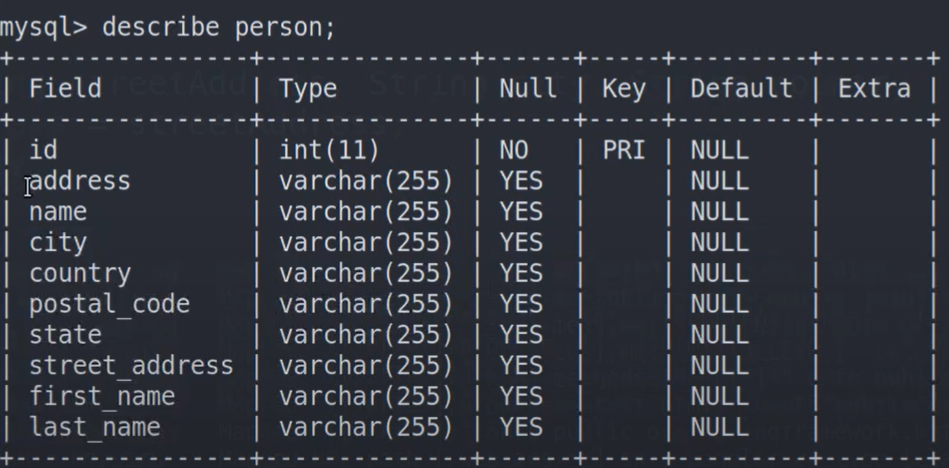 mysql> describe person;
+----------------+--------------+------+-----+---------+-------+
| Field          | Type         | Null | Key | Default | Extra |
+----------------+--------------+------+-----+---------+-------+
| id             | int(11)      | NO   | PRI | NULL    |       |
| address        | varchar(255) | YES  |     | NULL    |       |
| name           | varchar(255) | YES  |     | NULL    |       |
| city           | varchar(255) | YES  |     | NULL    |       |
| country        | varchar(255) | YES  |     | NULL    |       |
| postal_code    | varchar(255) | YES  |     | NULL    |       |
| state          | varchar(255) | YES  |     | NULL    |       |
| street_address | varchar(255) | YES  |     | NULL    |       |
| first_name     | varchar(255) | YES  |     | NULL    |       |
| last_name      | varchar(255) | YES  |     | NULL    |       |
+----------------+--------------+------+-----+---------+-------+